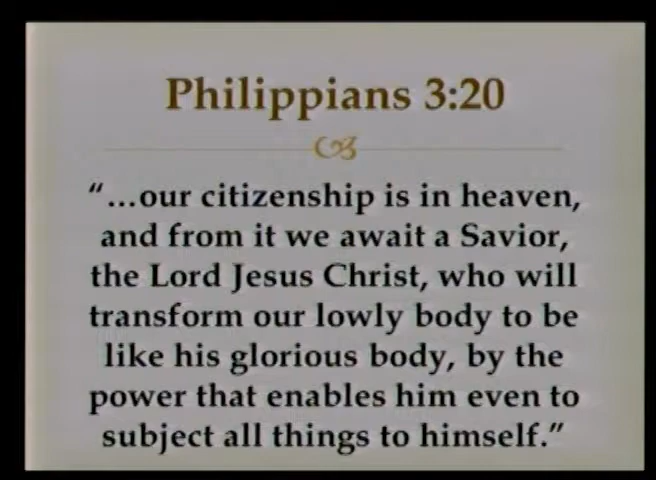 Philippians 3:20
“...our citizenship is in heaven,
and from it we await a Savior,
the Lord Jesus Christ, who will
transform our lowly body to be
like his glorious body, by the
power that enables him even to
subject all things to himself.”